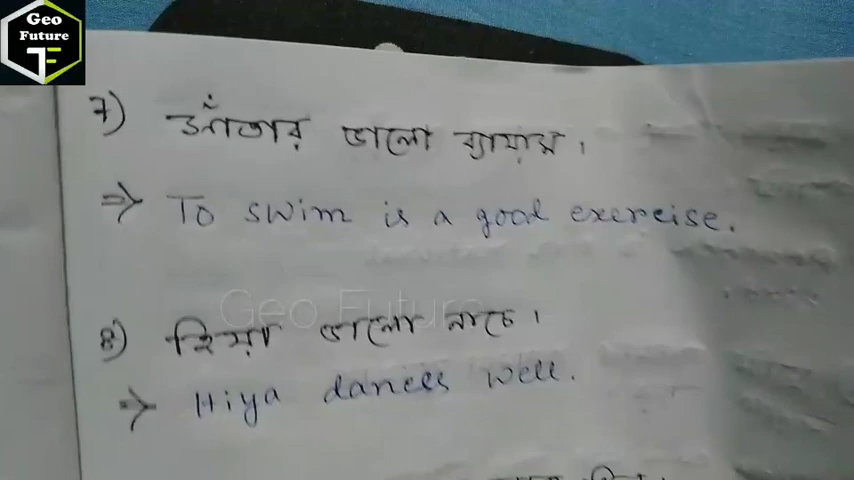 Geo
Future
7) সাঁতার ভালো ব্যায়াম।
⇒ To swim is a good exercise.
Geo Future
8) হিয়া ভালো নাচে।
⇒ Hiya dances well.